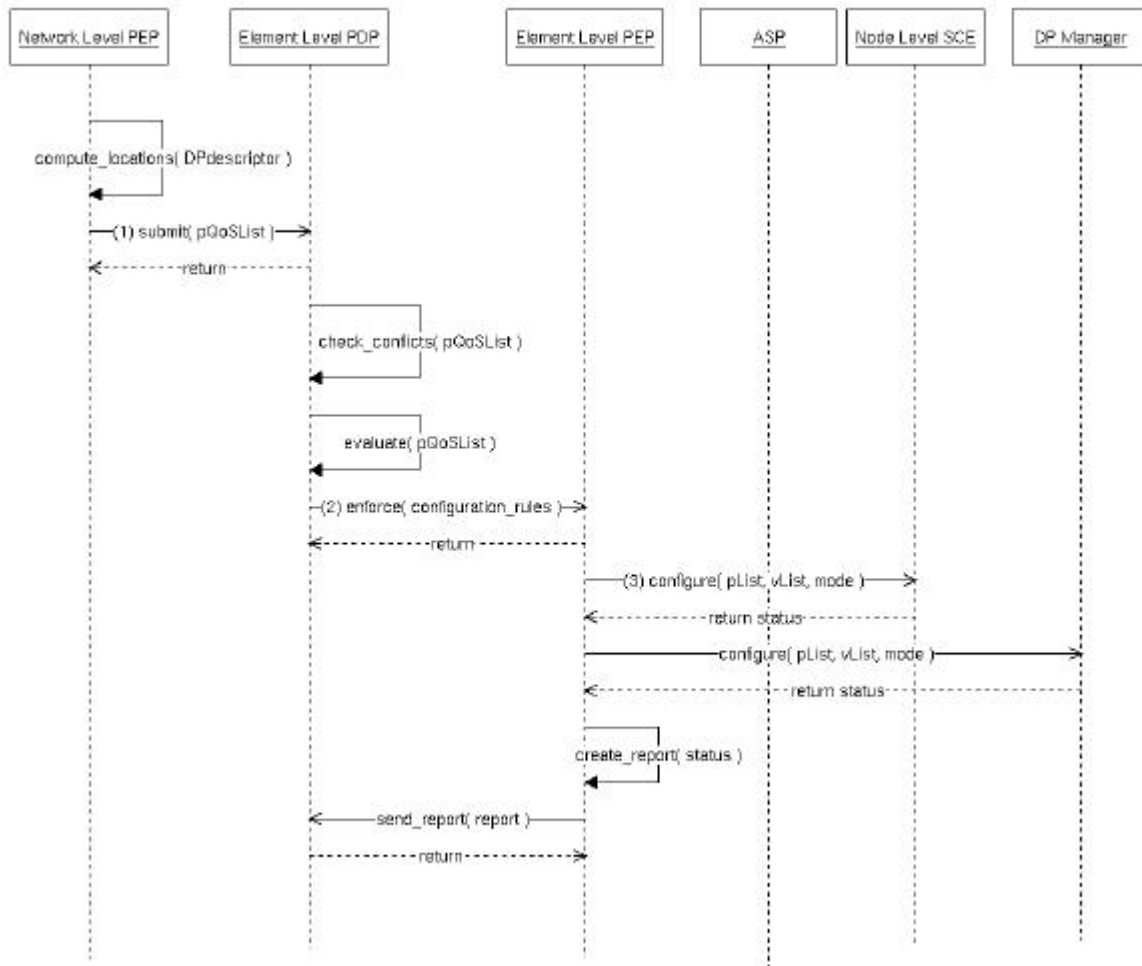 Network Level PEP
Element Level PDP
Element Level PEP
ASP
Node Level SCE
DP Manager
compute_locations( DPdescriptor )
(1) submit( pQoSList )
return
check_conflicts( pQoSList )
evaluate( pQoSList )
(2) enforce( configuration_rules )
return
(3) configure( pList, vList, mode )
return status
configure( pList, vList, mode )
return status
create_report( status )
send_report( report )
return